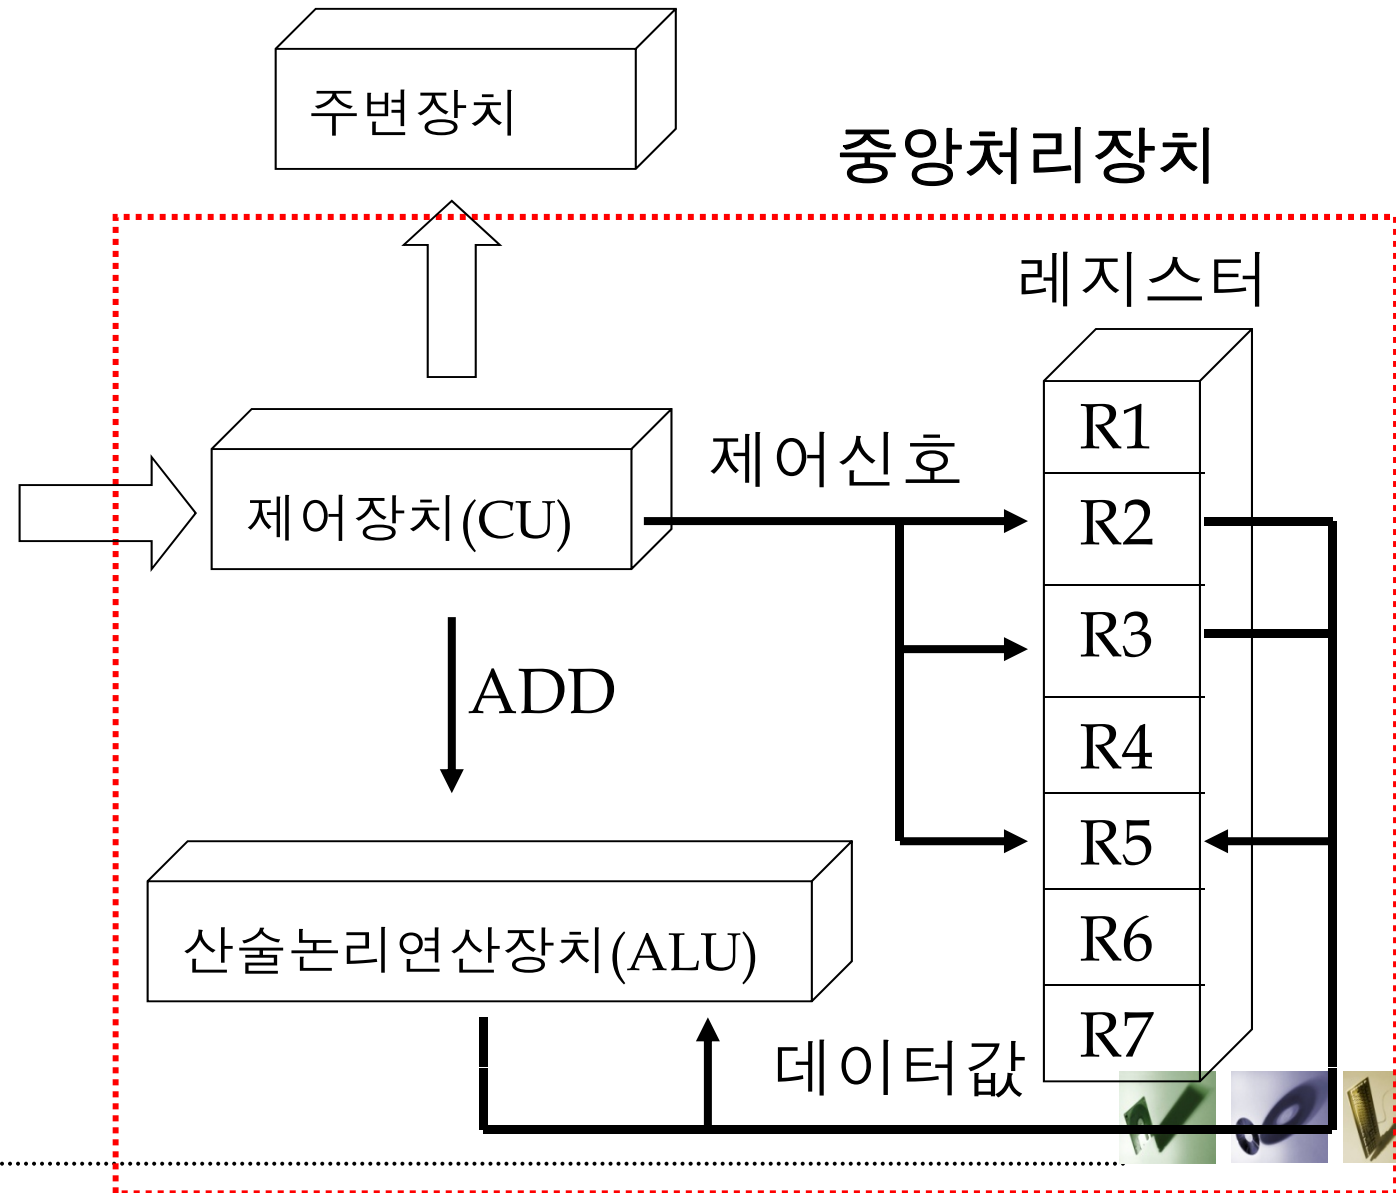 주변장치
중앙처리장치
레지스터
R1
제어신호
제어장치(CU)
R2
R3
ADD
R4
R5
산술논리연산장치(ALU)
R6
R7
데이터값